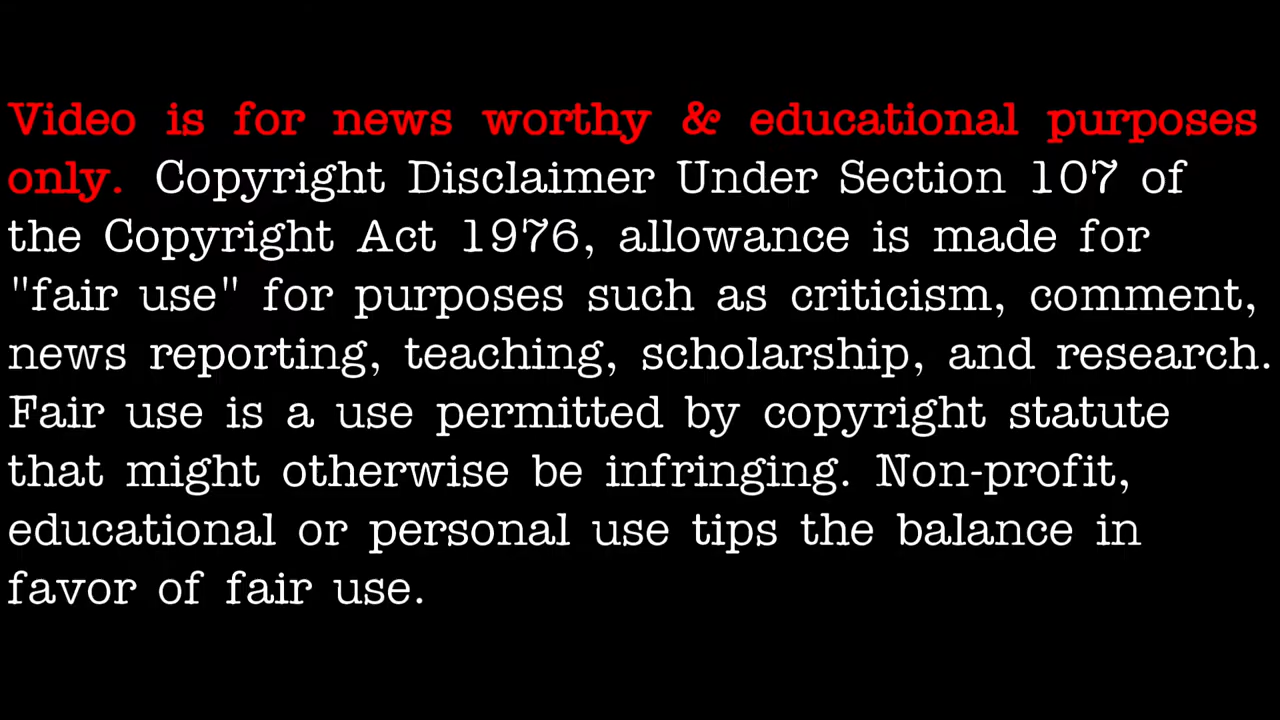 Video is for news worthy & educational purposes
only. Copyright Disclaimer Under Section 107 of
the Copyright Act 1976, allowance is made for
"fair use" for purposes such as criticism, comment,
news reporting, teaching, scholarship, and research.
Fair use is a use permitted by copyright statute
that might otherwise be infringing. Non-profit,
educational or personal use tips the balance in
favor of fair use.